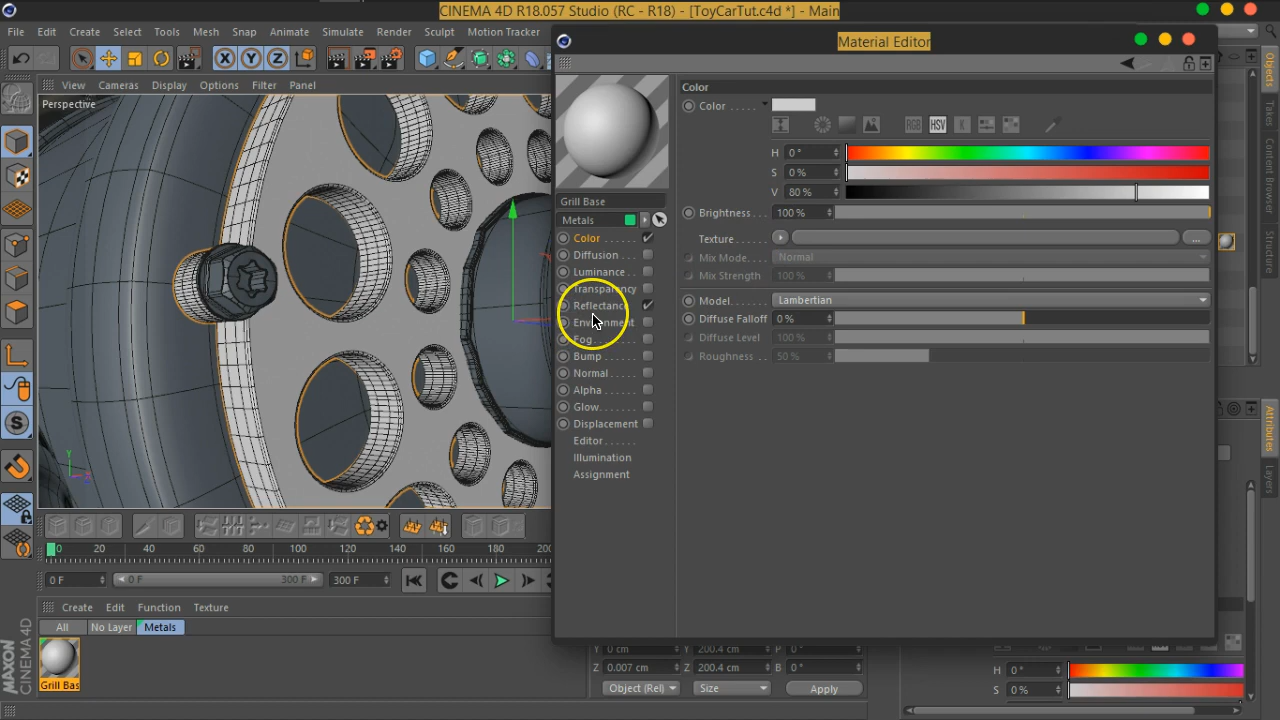 CINEMA 4D R18.057 Studio (RC - R18) - [ToyCarTut.c4d *] - Main
File Edit Create Select Tools Mesh Snap Animate Simulate Render Sculpt Motion Tracker
Material Editor
View Cameras Display Options Filter Panel
Perspective
Color
Color
RGB HSV K
H 0°
S 0%
V 80%
Grill Base
Metals
Brightness 100%
Color
Diffusion
Luminance
Transparency
Reflectance
Environment
Fog
Bump
Normal
Alpha
Glow
Displacement
Editor
Illumination
Assignment
Texture
Mix Mode Normal
Mix Strength 100%
Model Lambertian
Diffuse Falloff 0%
Diffuse Level 100%
Roughness 50%
Objects
Takes
Content Browser
Structure
Attributes
Layers
Y
0 20 40 60 80 100 120 140 160 180 200
0 F 0 F 300 F 300 F
Create Edit Function Texture
All No Layer Metals
Grill Bas
Y 0 cm Y 200.4 cm P 0°
Z 0.007 cm Z 200.4 cm B 0°
Object (Rel) Size Apply
H 0°
S 0%
MAXON
CINEMA4D